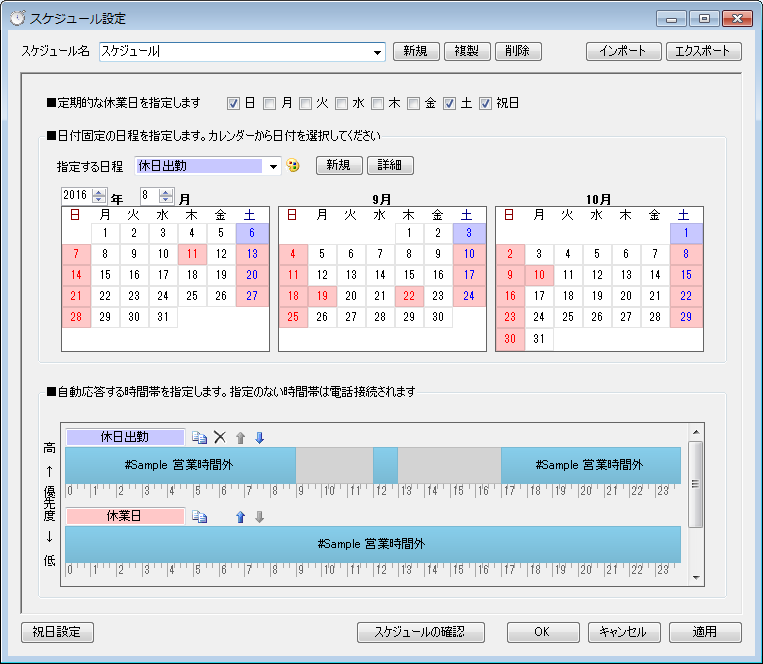 スケジュール設定
スケジュール名 スケジュール 新規 複製 削除 インポート エクスポート
■定期的な休業日を指定します 日 月 火 水 木 金 土 祝日
■日付固定の日程を指定します。カレンダーから日付を選択してください
指定する日程 休日出勤 新規 詳細
2016 年 8 月
日 月 火 水 木 金 土
1 2 3 4 5 6
7 8 9 10 11 12 13
14 15 16 17 18 19 20
21 22 23 24 25 26 27
28 29 30 31
9月
日 月 火 水 木 金 土
1 2 3
4 5 6 7 8 9 10
11 12 13 14 15 16 17
18 19 20 21 22 23 24
25 26 27 28 29 30
10月
日 月 火 水 木 金 土
1
2 3 4 5 6 7 8
9 10 11 12 13 14 15
16 17 18 19 20 21 22
23 24 25 26 27 28 29
30 31
■自動応答する時間帯を指定します。指定のない時間帯は電話接続されます
高
↑
優先度
↓
低
休日出勤
#Sample 営業時間外 #Sample 営業時間外
0 1 2 3 4 5 6 7 8 9 10 11 12 13 14 15 16 17 18 19 20 21 22 23
休業日
#Sample 営業時間外
0 1 2 3 4 5 6 7 8 9 10 11 12 13 14 15 16 17 18 19 20 21 22 23
祝日設定 スケジュールの確認 OK キャンセル 適用